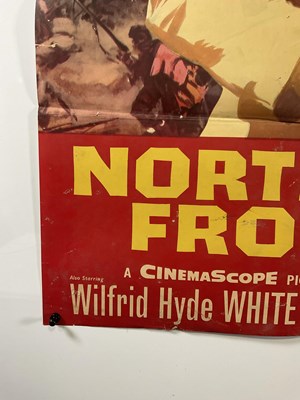 NORT
FRO
A CINEMASCOPE PI
Also Starring
Wilfrid Hyde WHITE